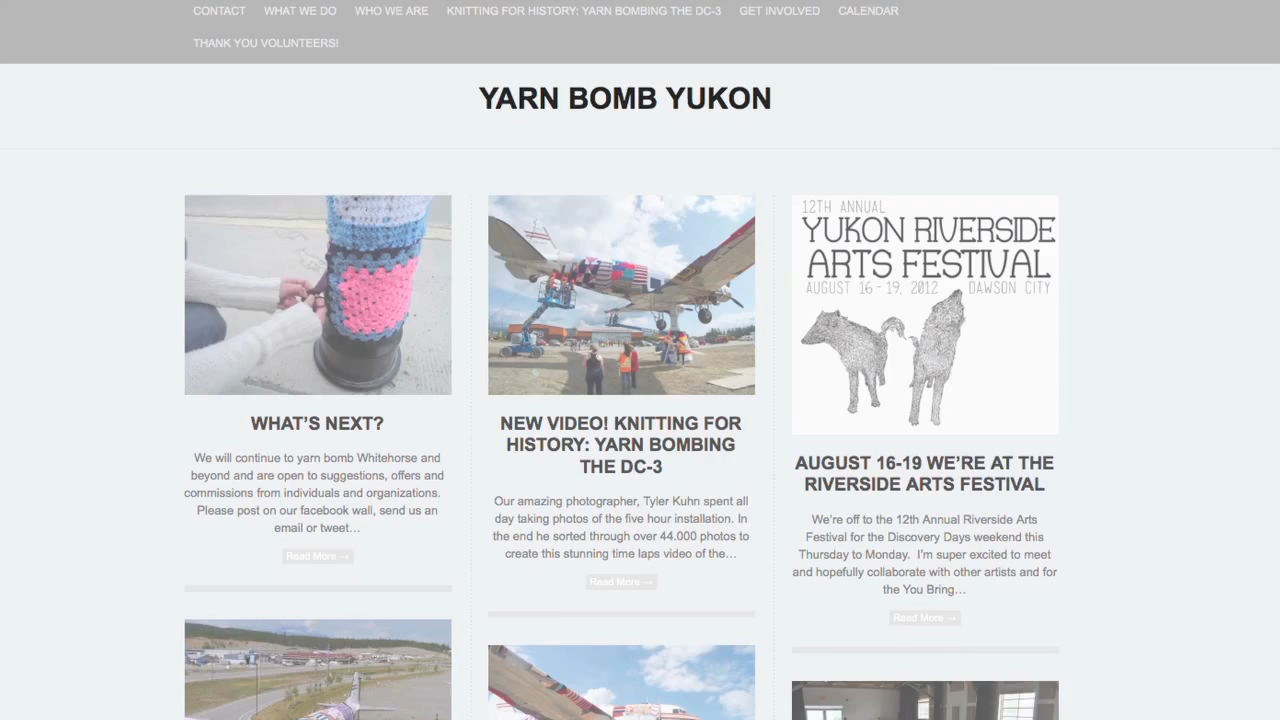 CONTACT WHAT WE DO WHO WE ARE KNITTING FOR HISTORY: YARN BOMBING THE DC-3 GET INVOLVED CALENDAR
THANK YOU VOLUNTEERS!
YARN BOMB YUKON
WHAT'S NEXT?
We will continue to yarn bomb Whitehorse and
beyond and are open to suggestions, offers and
commissions from individuals and organizations.
Please post on our facebook wall, send us an
email or tweet…
Read More →
NEW VIDEO! KNITTING FOR
HISTORY: YARN BOMBING
THE DC-3
Our amazing photographer, Tyler Kuhn spent all
day taking photos of the five hour installation. In
the end he sorted through over 44.000 photos to
create this stunning time laps video of the…
Read More →
12TH ANNUAL
YUKON RIVERSIDE
ARTS FESTIVAL
AUGUST 16-19, 2012 DAWSON CITY
AUGUST 16-19 WE'RE AT THE
RIVERSIDE ARTS FESTIVAL
We're off to the 12th Annual Riverside Arts
Festival for the Discovery Days weekend this
Thursday to Monday. I'm super excited to meet
and hopefully collaborate with other artists and for
the You Bring…
Read More →